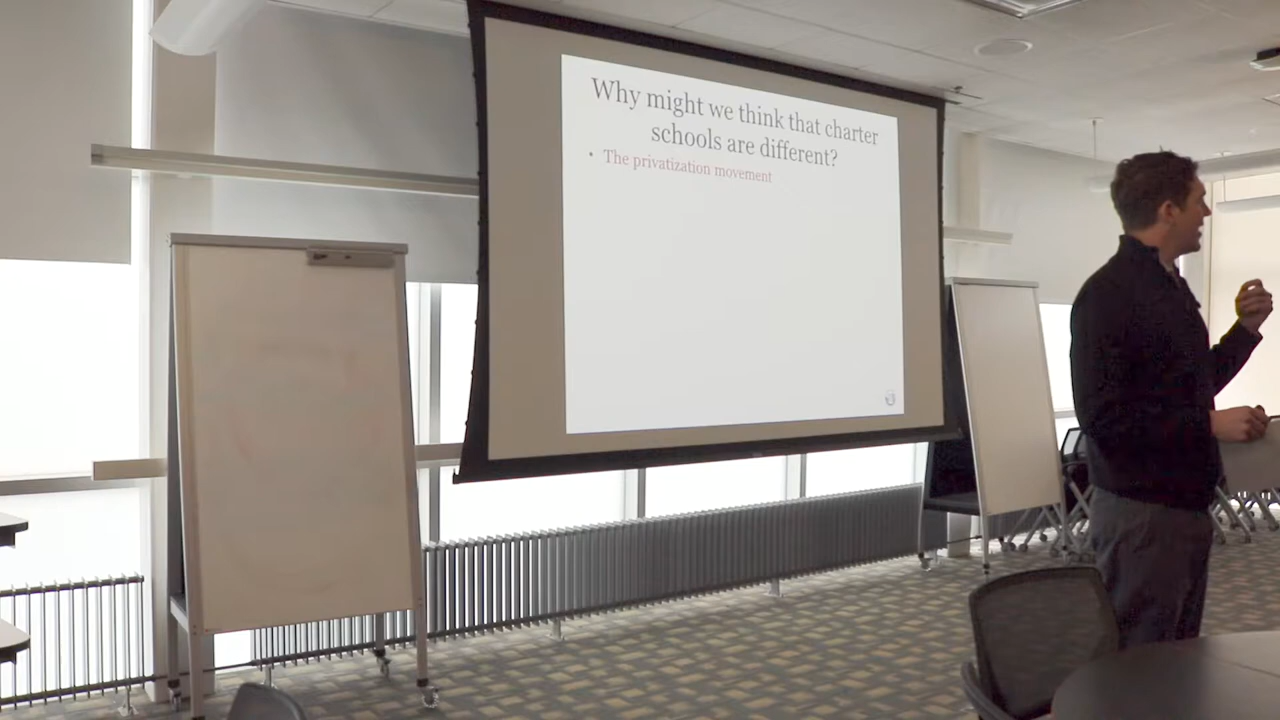 Why might we think that charter
schools are different?
• The privatization movement